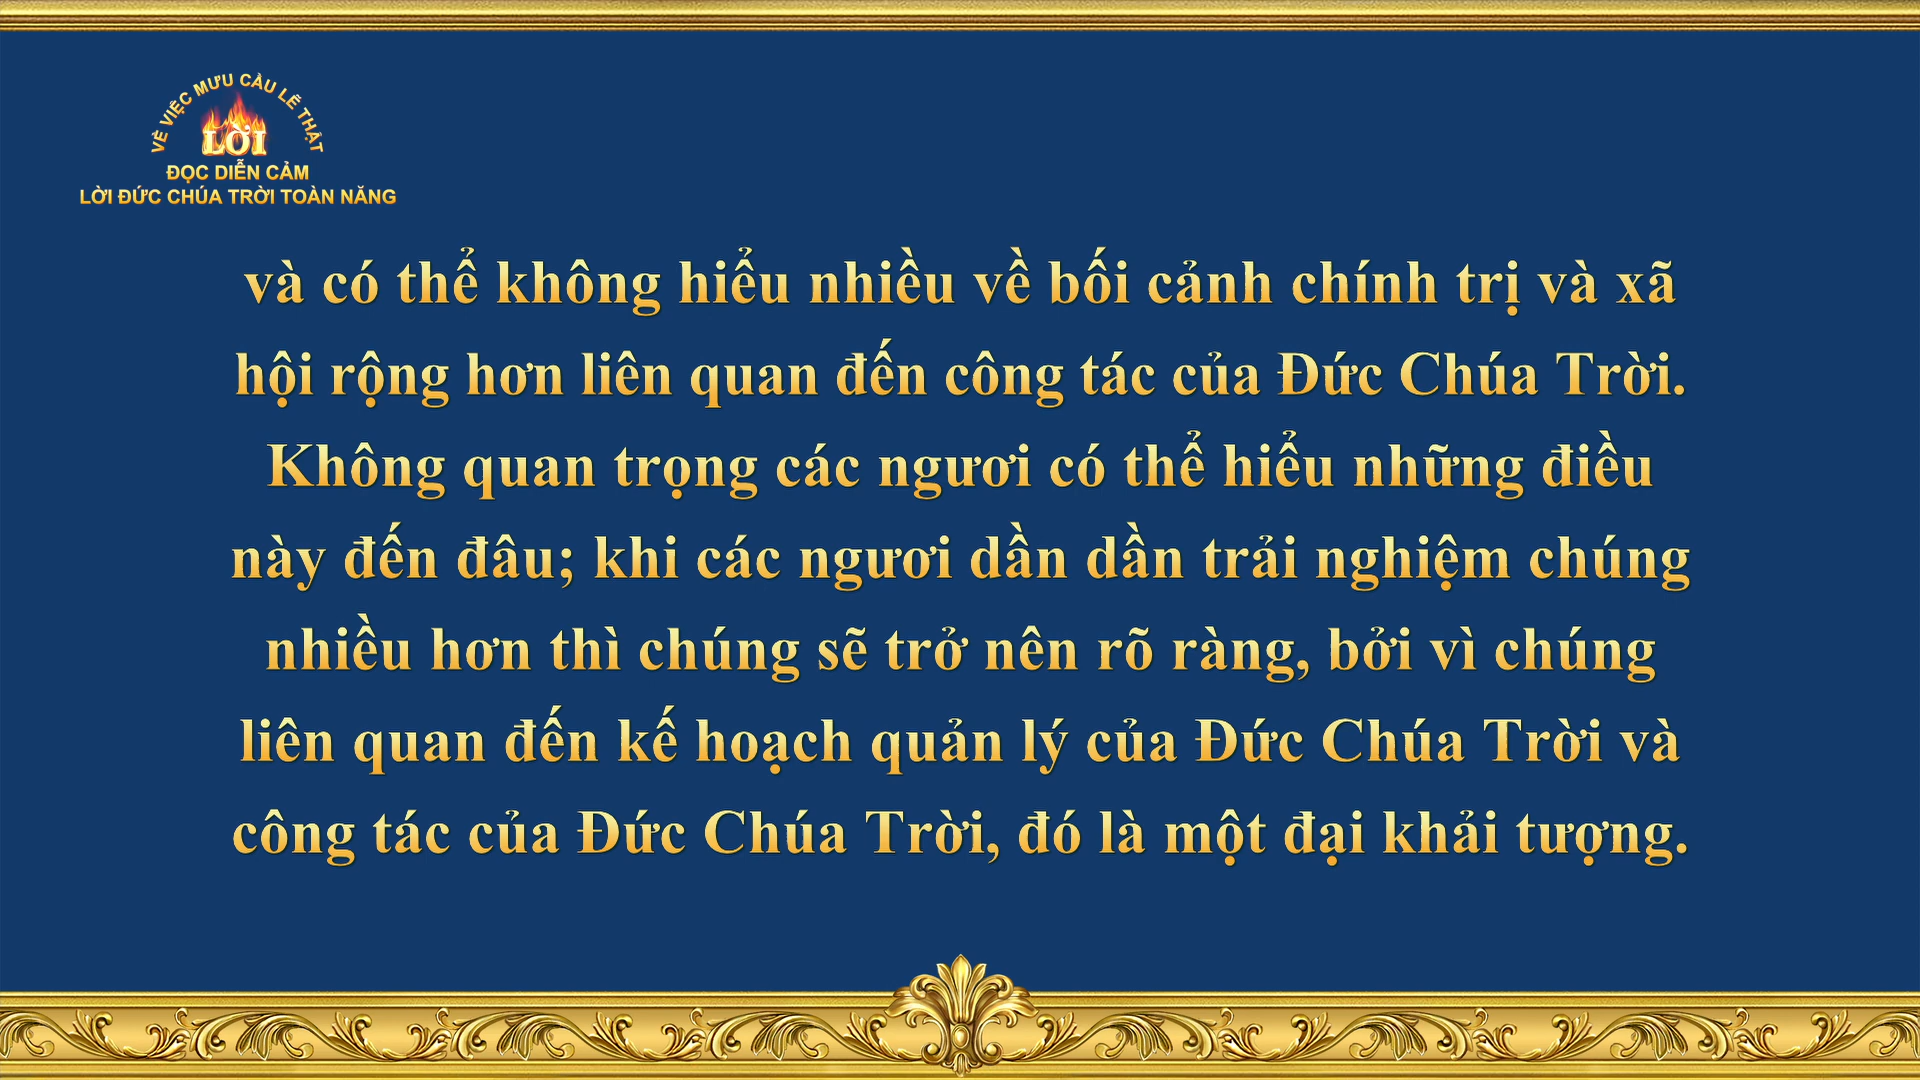 VỀ VIỆC MƯU CẦU LẼ THẬT
LỜI
ĐỌC DIỄN CẢM
LỜI ĐỨC CHÚA TRỜI TOÀN NĂNG
và có thể không hiểu nhiều về bối cảnh chính trị và xã
hội rộng hơn liên quan đến công tác của Đức Chúa Trời.
Không quan trọng các ngươi có thể hiểu những điều
này đến đâu; khi các ngươi dần dần trải nghiệm chúng
nhiều hơn thì chúng sẽ trở nên rõ ràng, bởi vì chúng
liên quan đến kế hoạch quản lý của Đức Chúa Trời và
công tác của Đức Chúa Trời, đó là một đại khải tượng.